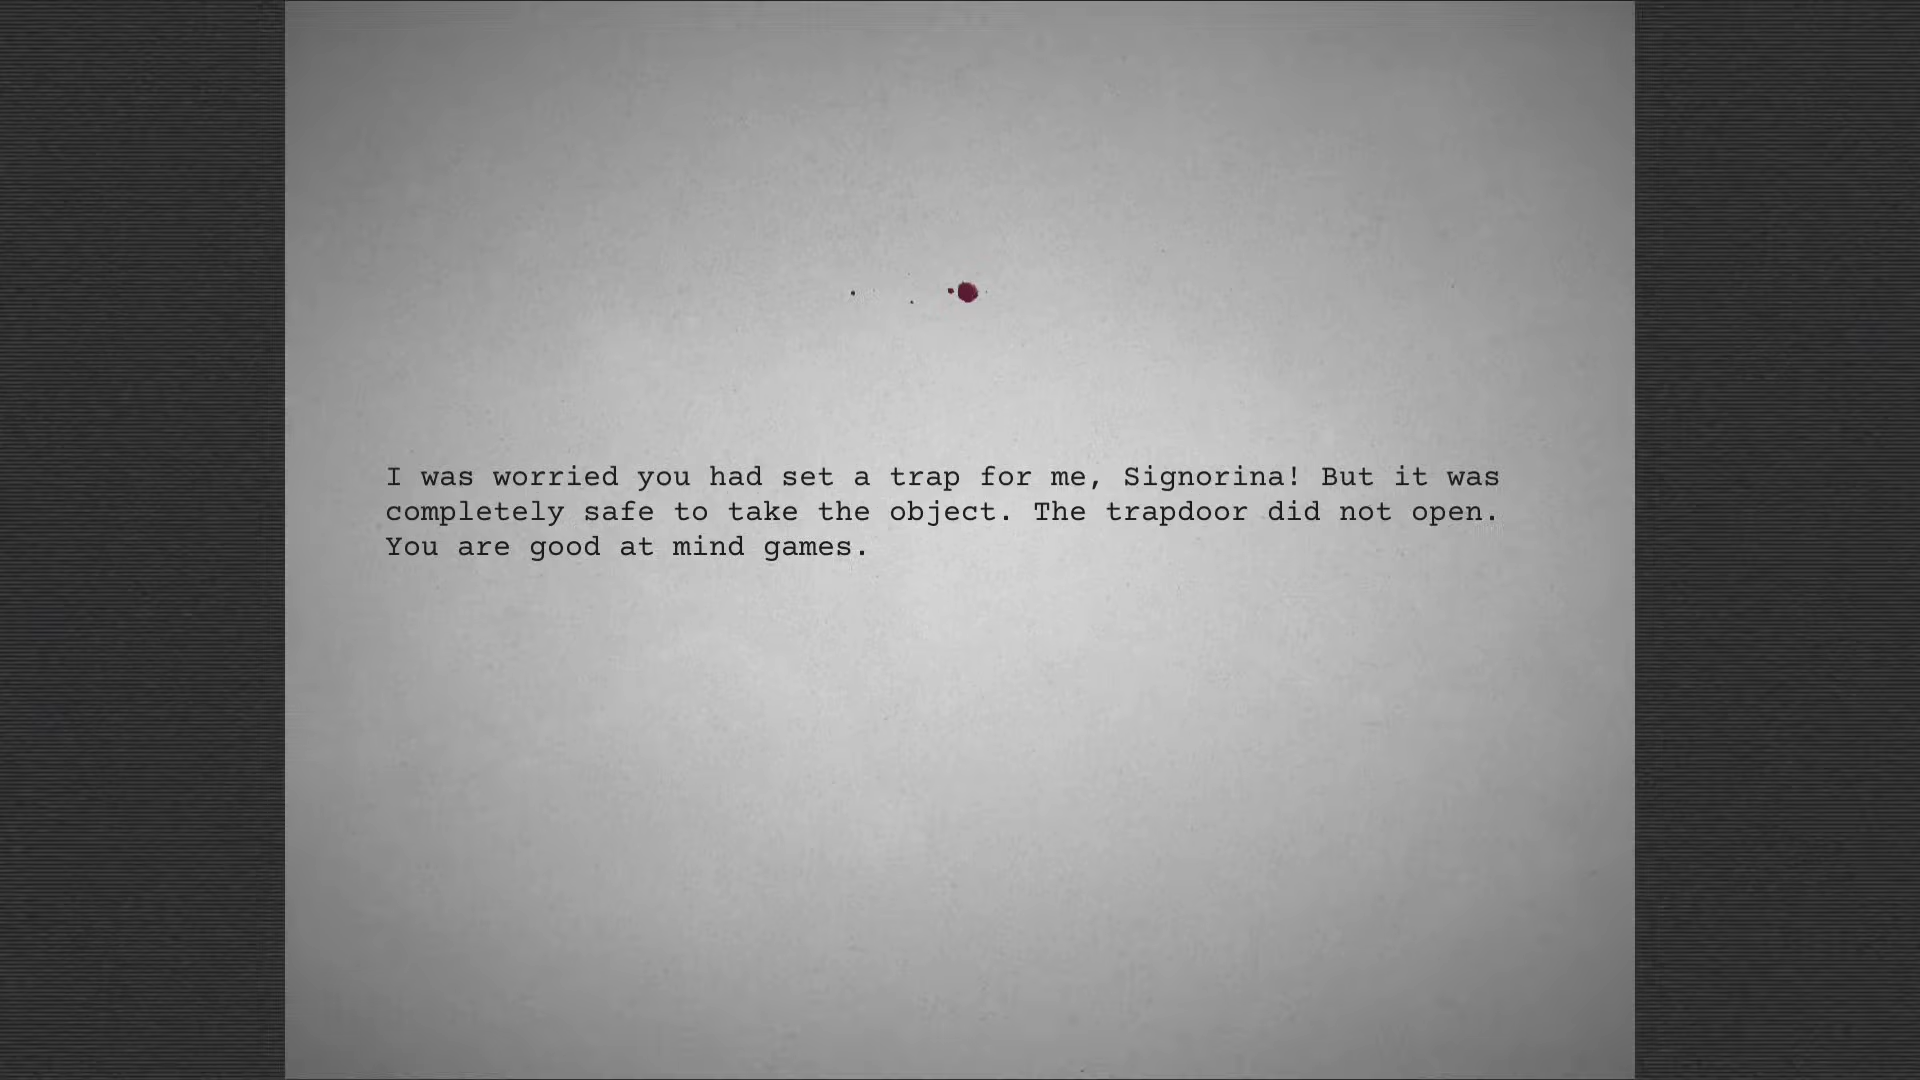 I was worried you had set a trap for me, Signorina! But it was
completely safe to take the object. The trapdoor did not open.
You are good at mind games.